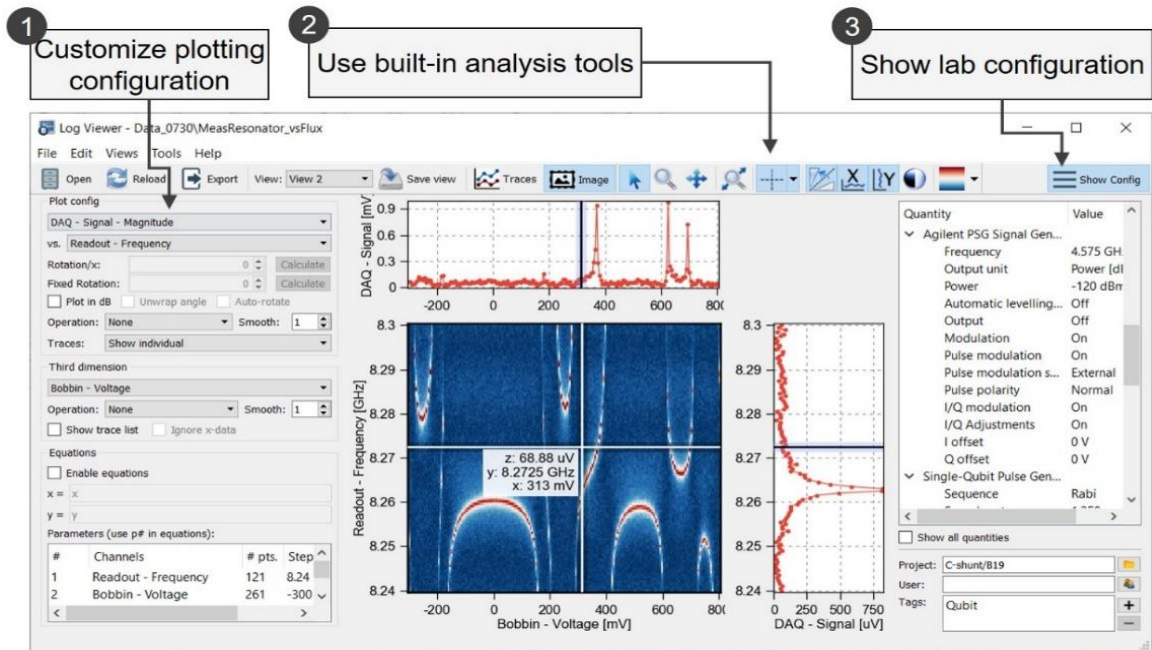 1
Customize plotting
configuration
2
Use built-in analysis tools
3
Show lab configuration
Log Viewer - Data_0730\MeasResonator_vsFlux
File Edit Views Tools Help
Open Reload Export View: View 2 Save view Traces Image X Y Show Config
Plot config
DAQ - Signal - Magnitude
vs. Readout - Frequency
Rotation/x: 0 Calculate
Fixed Rotation: 0 Calculate
Plot in dB Unwrap angle Auto-rotate
Operation: None Smooth: 1
Traces: Show individual
Third dimension
Bobbin - Voltage
Operation: None Smooth: 1
Show trace list Ignore x-data
Equations
Enable equations
x = x
y = y
Parameters (use p# in equations):
# Channels # pts. Step
1 Readout - Frequency 121 8.24
2 Bobbin - Voltage 261 -300
DAQ - Signal [mV]
0.9
0.6
0.3
0
-200 0 200 400 600 80
Readout - Frequency [GHz]
8.3
8.29
8.28
8.27
8.26
8.25
8.24
z: 68.88 uV
y: 8.2725 GHz
x: 313 mV
-200 0 200 400 600 800
Bobbin - Voltage [mV]
8.3
8.29
8.28
8.27
8.26
8.25
8.24
0 250 500 750
DAQ - Signal [uV]
Quantity Value
Agilent PSG Signal Gen...
Frequency 4.575 GH
Output unit Power [d
Power -120 dBm
Automatic levelling... Off
Output Off
Modulation On
Pulse modulation On
Pulse modulation s... External
Pulse polarity Normal
I/Q modulation On
I/Q Adjustments On
I offset 0 V
Q offset 0 V
Single-Qubit Pulse Gen...
Sequence Rabi
Show all quantities
Project: C-shunt/B19
User:
Tags: Qubit